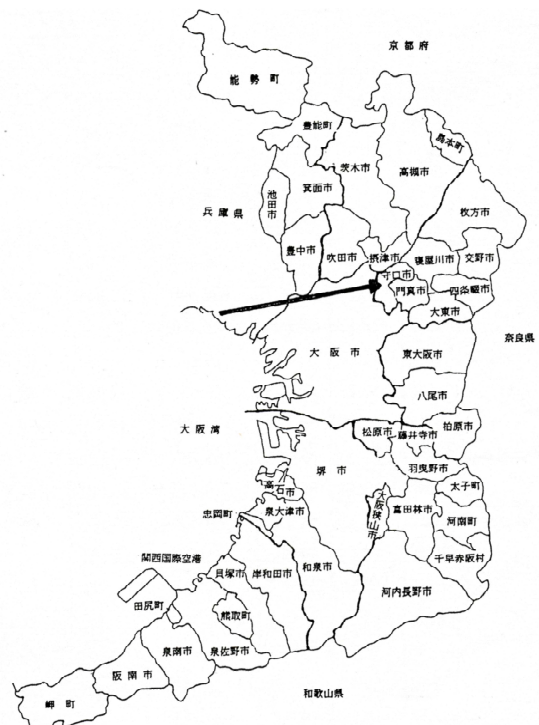 京都府
能勢町
豊能町
島本町
茨木市
高槻市
箕面市
池田市
兵庫県
枚方市
豊中市
吹田市
摂津市
寝屋川市
交野市
守口市
門真市
四条畷市
大東市
奈良県
大阪市
東大阪市
八尾市
大阪湾
松原市
藤井寺市
柏原市
堺市
羽曳野市
高石市
太子町
泉大津市
大阪狭山市
富田林市
忠岡町
河南町
関西国際空港
千早赤阪村
貝塚市
岸和田市
和泉市
河内長野市
田尻町
熊取町
泉南市
泉佐野市
阪南市
岬町
和歌山県